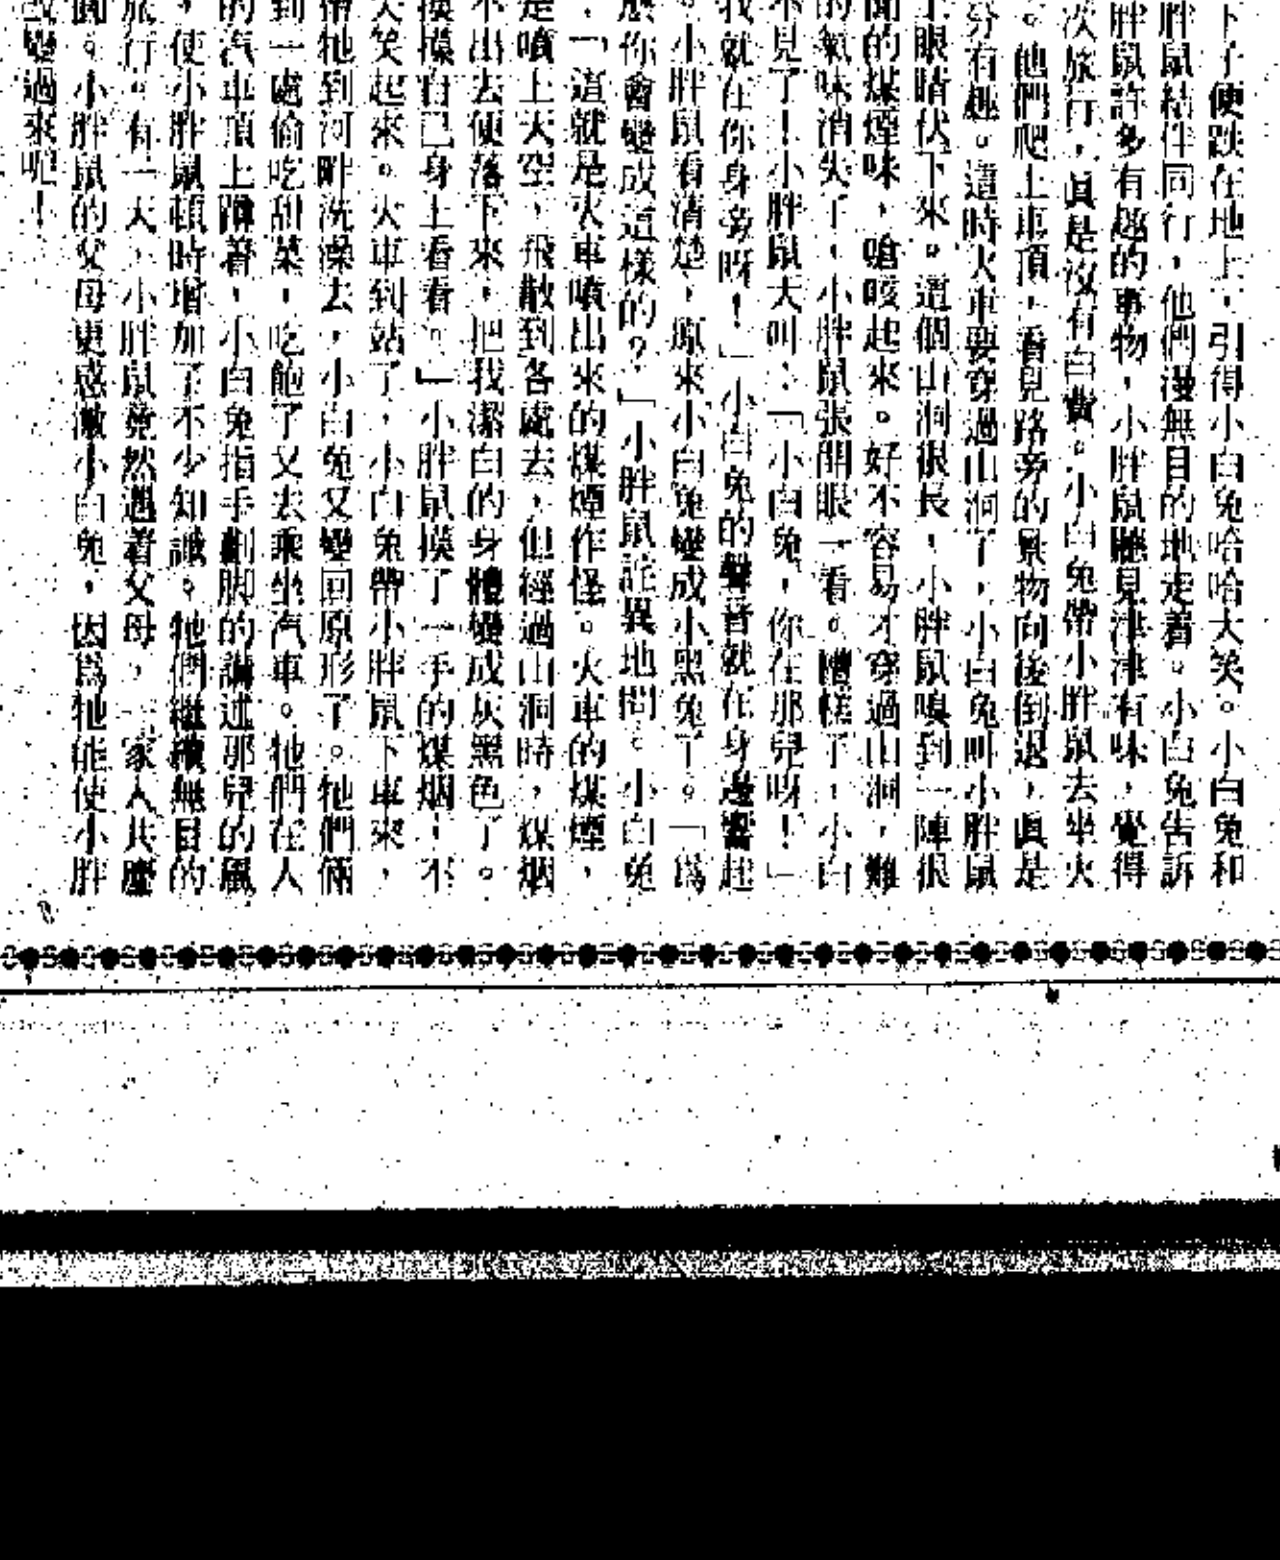 下子便跌在地上，引得小白兔哈哈大笑。小白兔和
胖鼠結伴同行，他們漫無目的地走着。小白兔告訴
胖鼠許多有趣的事物，小胖鼠聽見津津有味，覺得
次旅行，真是沒有白費。小白兔帶小胖鼠去坐火
。他們爬上車頂，看見路旁的景物向後倒退，真是
分有趣。這時火車要穿過山洞了，小白兔叫小胖鼠
上眼睛伏下來。這個山洞很長，小胖鼠嗅到一陣很
聞的煤煙味，嗆咳起來。好不容易才穿過山洞，難
的氣味消失了，小胖鼠張開眼一看。糟糕了，小白
不見了！小胖鼠大叫：「小白兔，你在那兒呀！」
我就在你身旁呀！」小白兔的聲音就在身邊響起
。小胖鼠看清楚，原來小白兔變成小黑兔了。「爲
麽你會變成這樣的？」小胖鼠詫異地問。小白兔
，「這就是火車噴出來的煤煙作怪。火車的煤煙，
是噴上天空，飛散到各處去，但經過山洞時，煤烟
不出去便落下來，把我潔白的身體變成灰黑色了。
摸摸自己身上看看。」小胖鼠摸了一手的煤烟，不
大笑起來。火車到站了，小白兔帶小胖鼠下車來，
帶牠到河畔洗澡去，小白兔又變回原形了。牠們倆
到一處偷吃甜菜，吃飽了又去乘坐汽車。牠們在人
的汽車頂上蹲着，小白兔指手劃脚的講述那兒的風
，使小胖鼠頓時增加了不少知識。牠們繼續無目的
旅行。有一天，小胖鼠竟然遇着父母，一家人共慶
圓。小胖鼠的父母更感激小白兔，因爲牠能使小胖
改變過來呢！